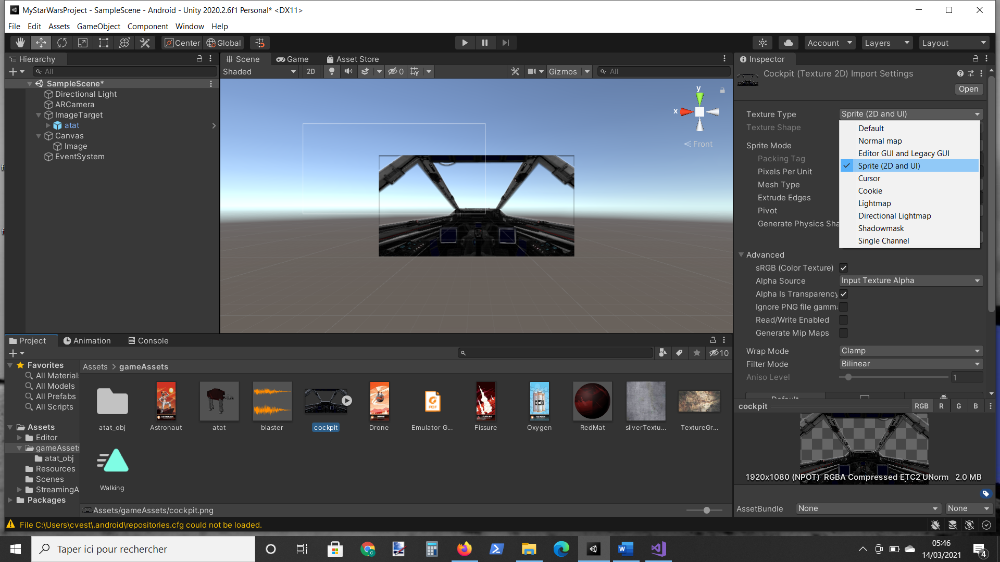 MyStarWarsProject - SampleScene - Android - Unity 2020.2.6f1 Personal* <DX11>
File Edit Assets GameObject Component Window Help
Center Global Account Layers Layout
Hierarchy
All
SampleScene*
Directional Light
ARCamera
ImageTarget
atat
Canvas
Image
EventSystem
Scene Game Asset Store
Shaded 2D 0 Gizmos All
y
x
Front
Inspector
Cockpit (Texture 2D) Import Settings
Open
Texture Type Sprite (2D and UI)
Texture Shape
Sprite Mode
Packing Tag
Pixels Per Unit
Mesh Type
Extrude Edges
Pivot
Generate Physics Sha
Default
Normal map
Editor GUI and Legacy GUI
Sprite (2D and UI)
Cursor
Cookie
Lightmap
Directional Lightmap
Shadowmask
Single Channel
Advanced
sRGB (Color Texture)
Alpha Source Input Texture Alpha
Alpha Is Transparency
Ignore PNG file gamma
Read/Write Enabled
Generate Mip Maps
Wrap Mode Clamp
Filter Mode Bilinear
Aniso Level 1
Default
cockpit RGB R G B
1920x1080 (NPOT) RGBA Compressed ETC2 UNorm 2.0 MB
AssetBundle None None
Project Animation Console
10
Favorites
All Materials
All Models
All Prefabs
All Scripts
Assets
Editor
gameAssets
atat_obj
Resources
Scenes
StreamingA
Packages
Assets > gameAssets
atat_obj Astronaut atat blaster cockpit Drone Emulator G... Fissure Oxygen RedMat silverTextu... TextureGr...
Walking
Assets/gameAssets/cockpit.png
File C:\Users\cvest\.android\repositories.cfg could not be loaded.
Taper ici pour rechercher
05:46
14/03/2021
4